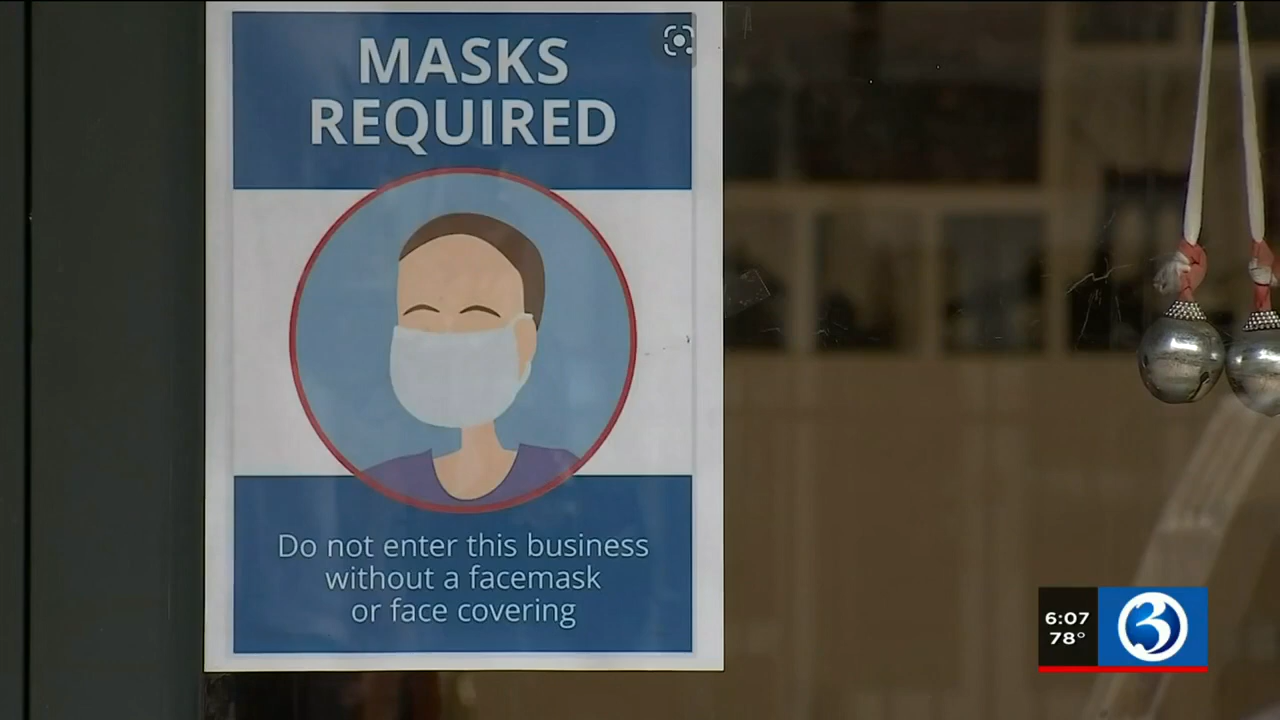 MASKS
REQUIRED
Do not enter this business
without a facemask
or face covering
6:07
78°
3